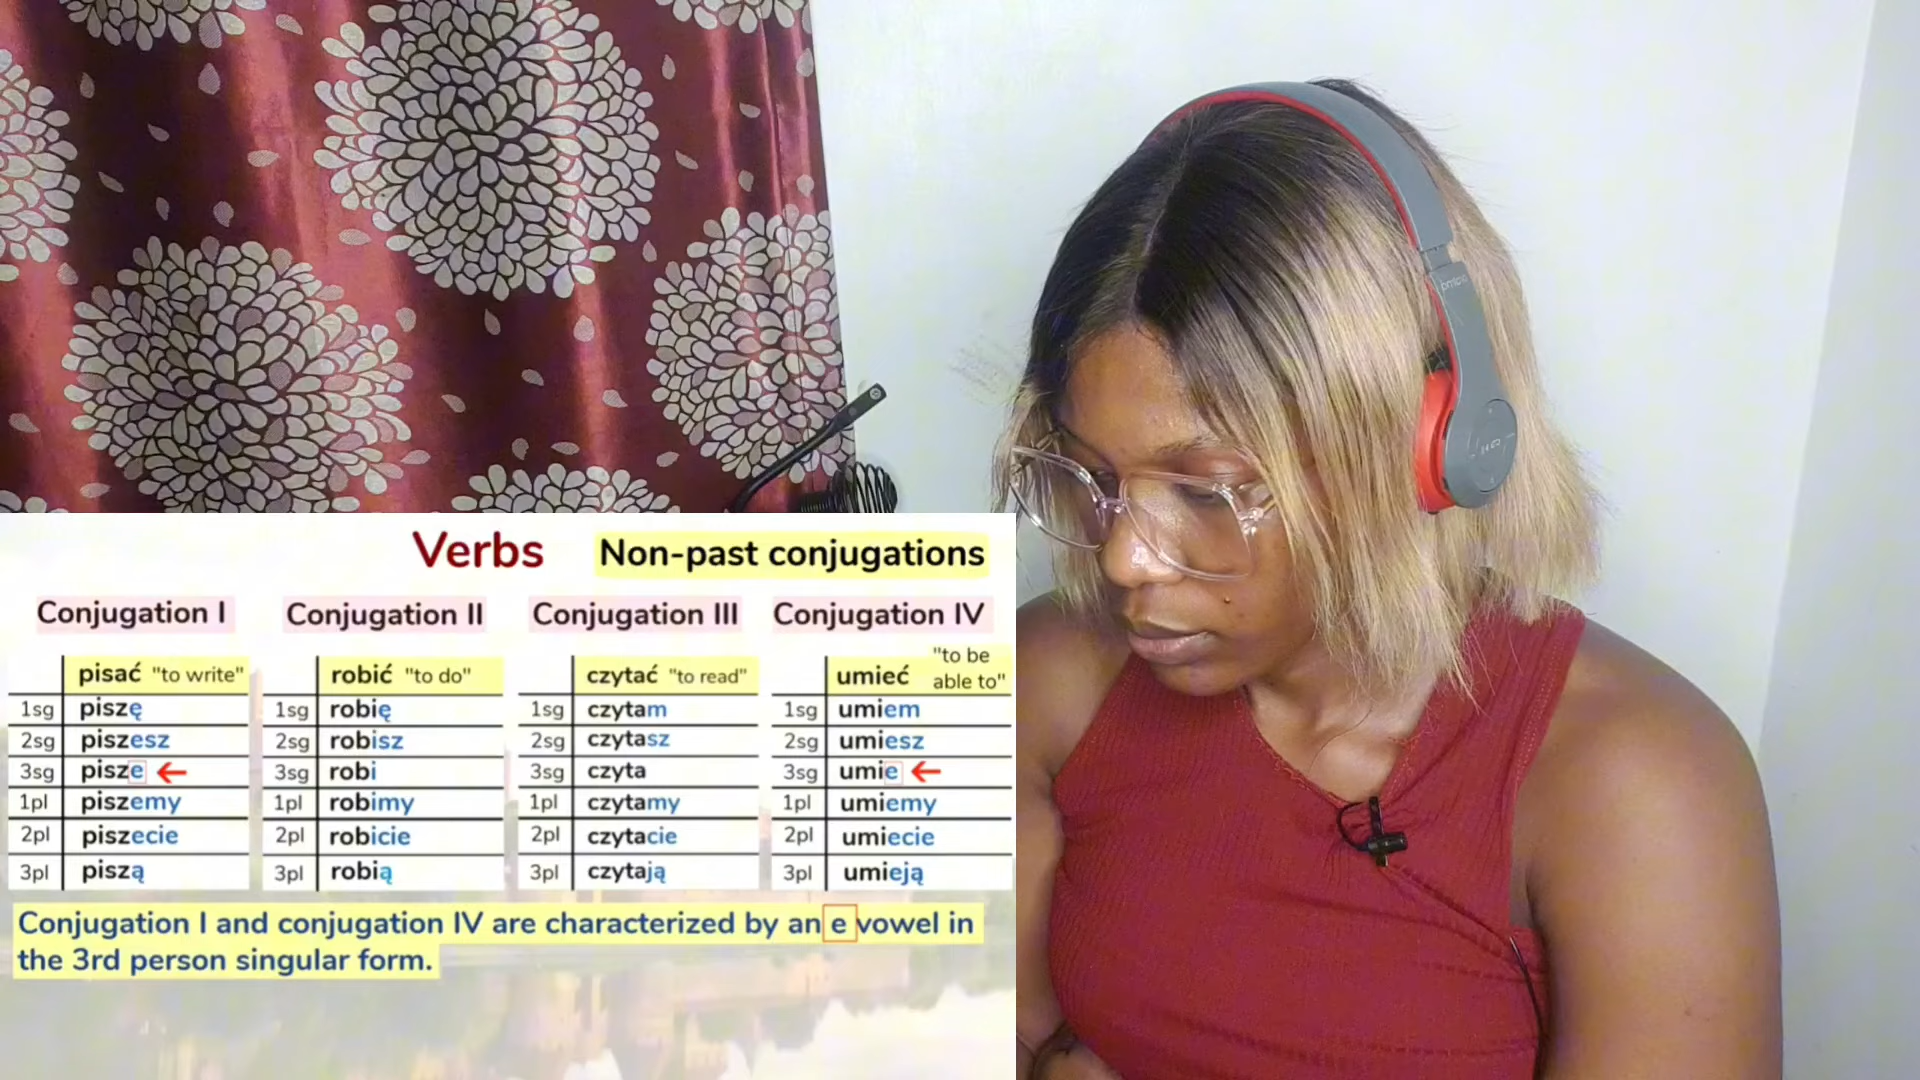 Verbs Non-past conjugations
Conjugation I
pisać "to write"
1sg piszę
2sg piszesz
3sg pisze ←
1pl piszemy
2pl piszecie
3pl piszą
Conjugation II
robić "to do"
1sg robię
2sg robisz
3sg robi
1pl robimy
2pl robicie
3pl robią
Conjugation III
czytać "to read"
1sg czytam
2sg czytasz
3sg czyta
1pl czytamy
2pl czytacie
3pl czytają
Conjugation IV
umieć "to be able to"
1sg umiem
2sg umiesz
3sg umie ←
1pl umiemy
2pl umiecie
3pl umieją
Conjugation I and conjugation IV are characterized by an e vowel in
the 3rd person singular form.